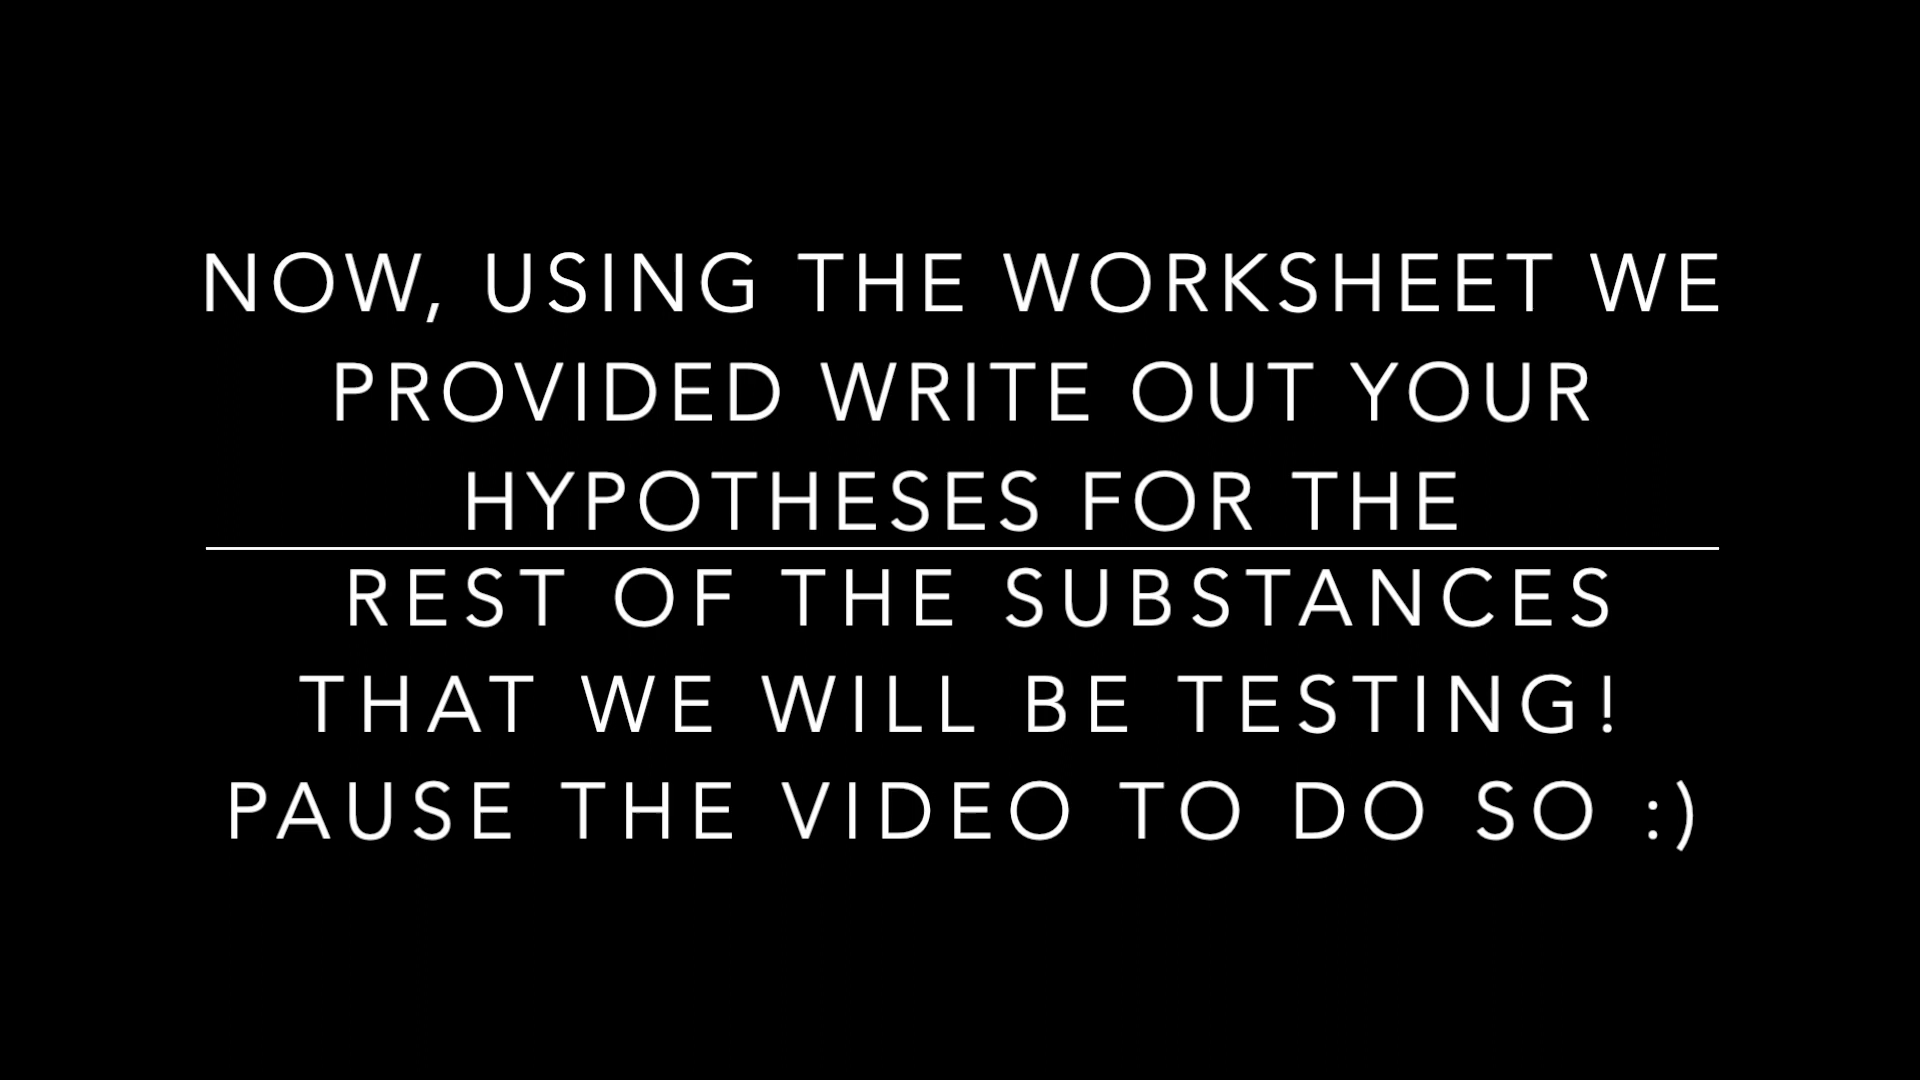 NOW, USING THE WORKSHEET WE
PROVIDED WRITE OUT YOUR
HYPOTHESES FOR THE
REST OF THE SUBSTANCES
THAT WE WILL BE TESTING!
PAUSE THE VIDEO TO DO SO :)